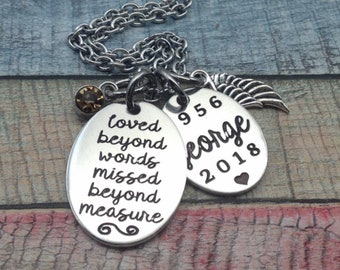 loved
beyond
words
missed
beyond
measure
956
eorge
2018